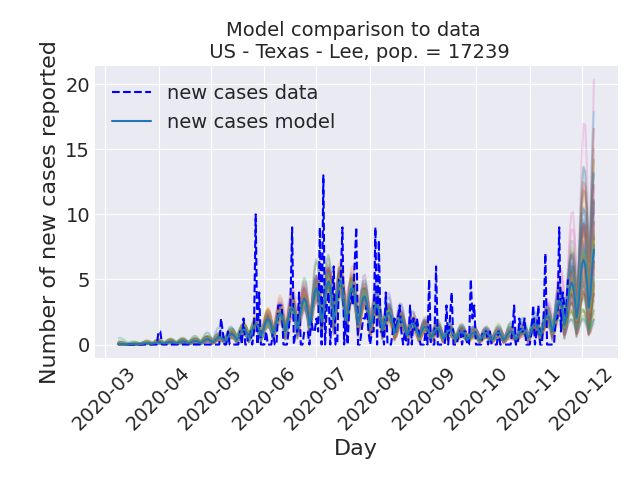 Model comparison to data
US - Texas - Lee, pop. = 17239
Number of new cases reported
20
15
10
5
0
new cases data
new cases model
2020-03
2020-04
2020-05
2020-06
2020-07
2020-08
2020-09
2020-10
2020-11
2020-12
Day